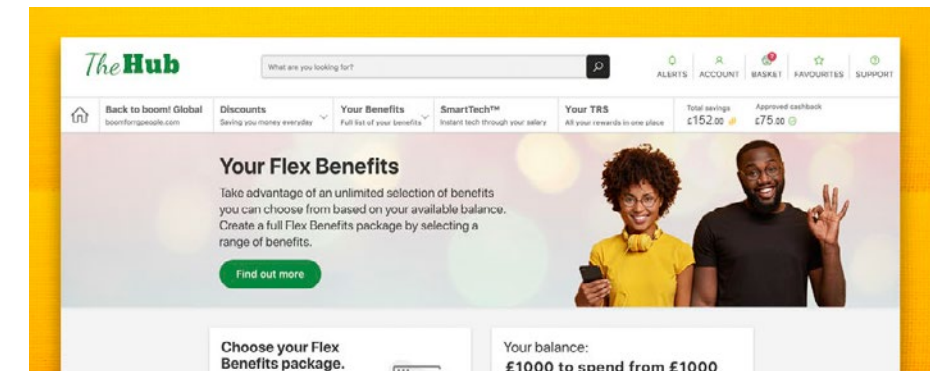 The Hub
What are you looking for?
ALERTS ACCOUNT BASKET FAVOURITES SUPPORT
Back to boom! Global
boomforrgpeople.com
Discounts
Saving you money everyday
Your Benefits
Full list of your benefits
SmartTech™
Instant tech through your salary
Your TRS
All your rewards in one place
Total savings
£152.00
Approved cashback
£75.00
Your Flex Benefits
Take advantage of an unlimited selection of benefits
you can choose from based on your available balance.
Create a full Flex Benefits package by selecting a
range of benefits.
Find out more
Choose your Flex
Benefits package.
Your balance:
£1000 to spend from £1000